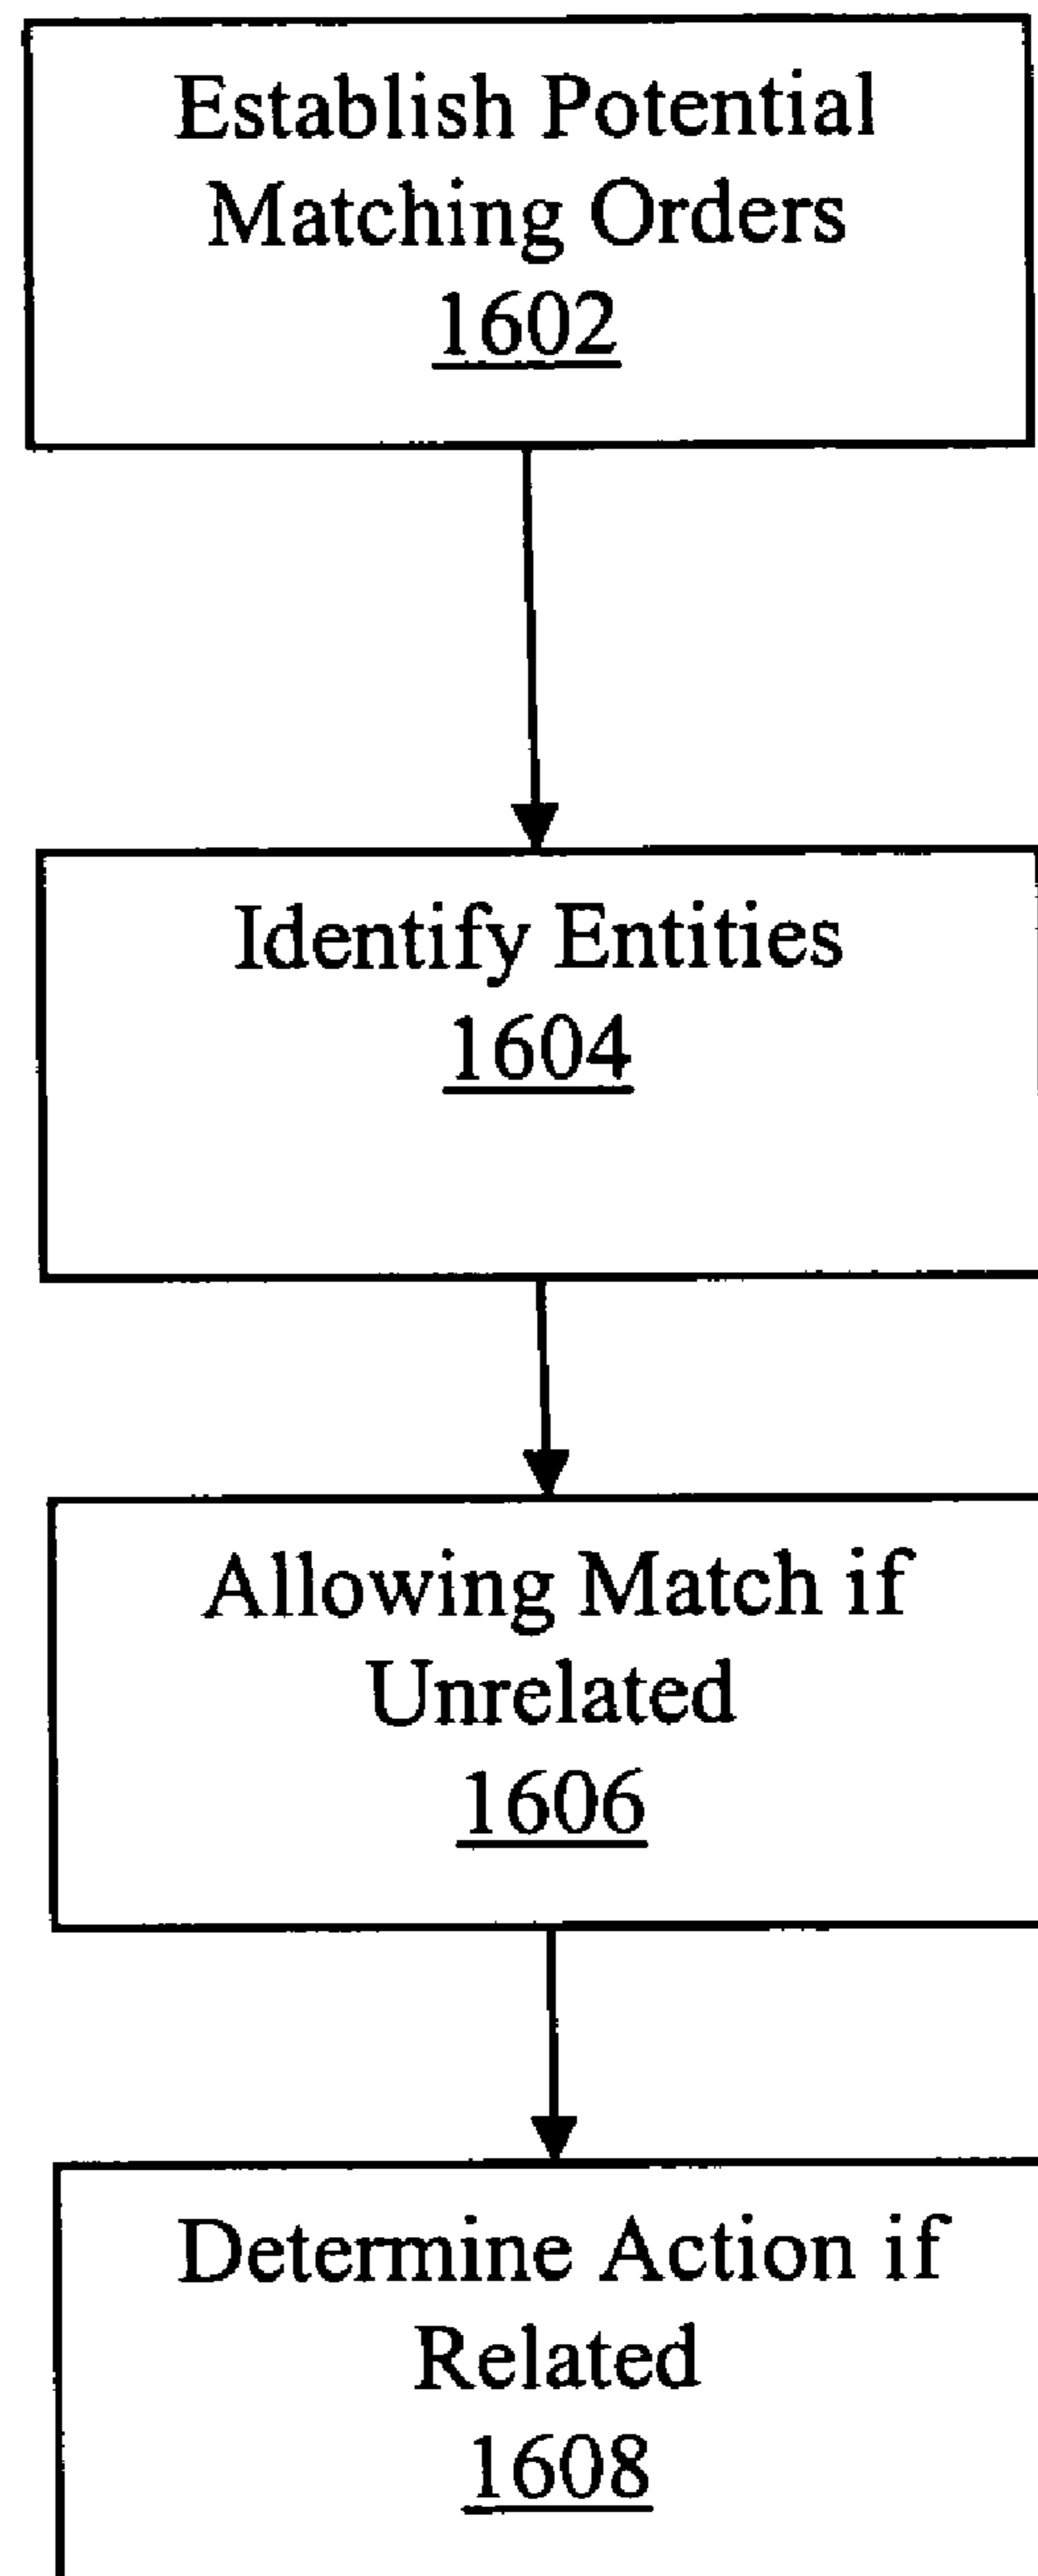 Establish Potential
Matching Orders
1602
Identify Entities
1604
Allowing Match if
Unrelated
1606
Determine Action if
Related
1608